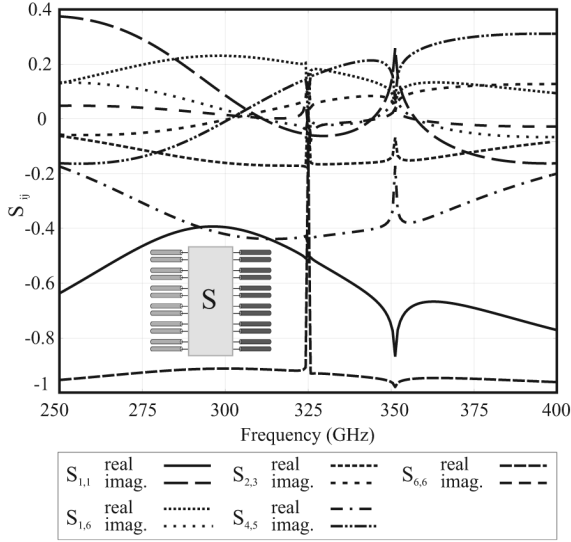 0.4
0.2
0
-0.2
-0.4
-0.6
-0.8
-1
S ij
S
250 275 300 325 350 375 400
Frequency (GHz)
S1,1 real S2,3 real S6,6 real
imag. imag. imag.
S1,6 real S4,5 real
imag. imag.